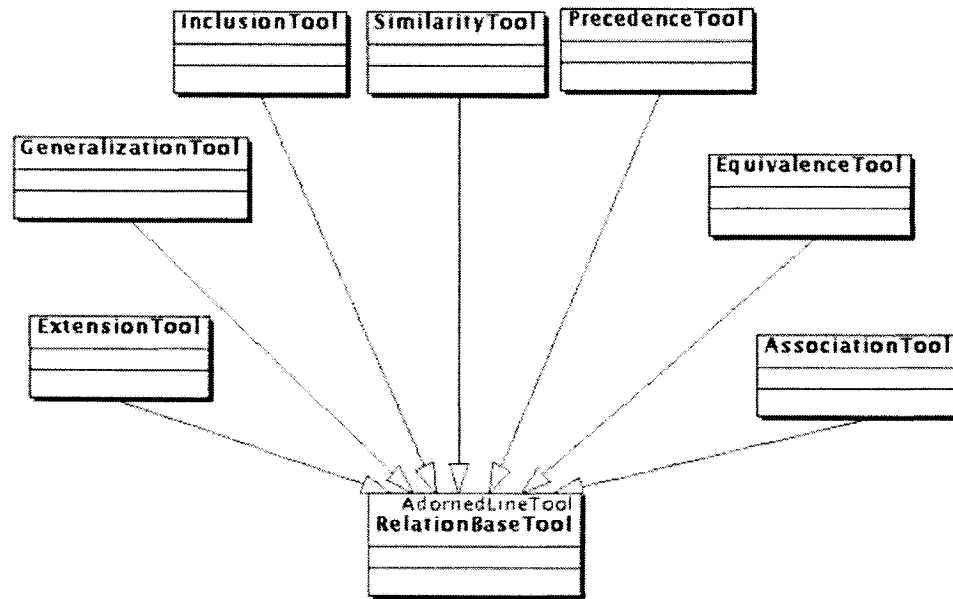 InclusionTool
SimilarityTool
PrecedenceTool
GeneralizationTool
EquivalenceTool
ExtensionTool
AssociationTool
AdornedLineTool
RelationBaseTool